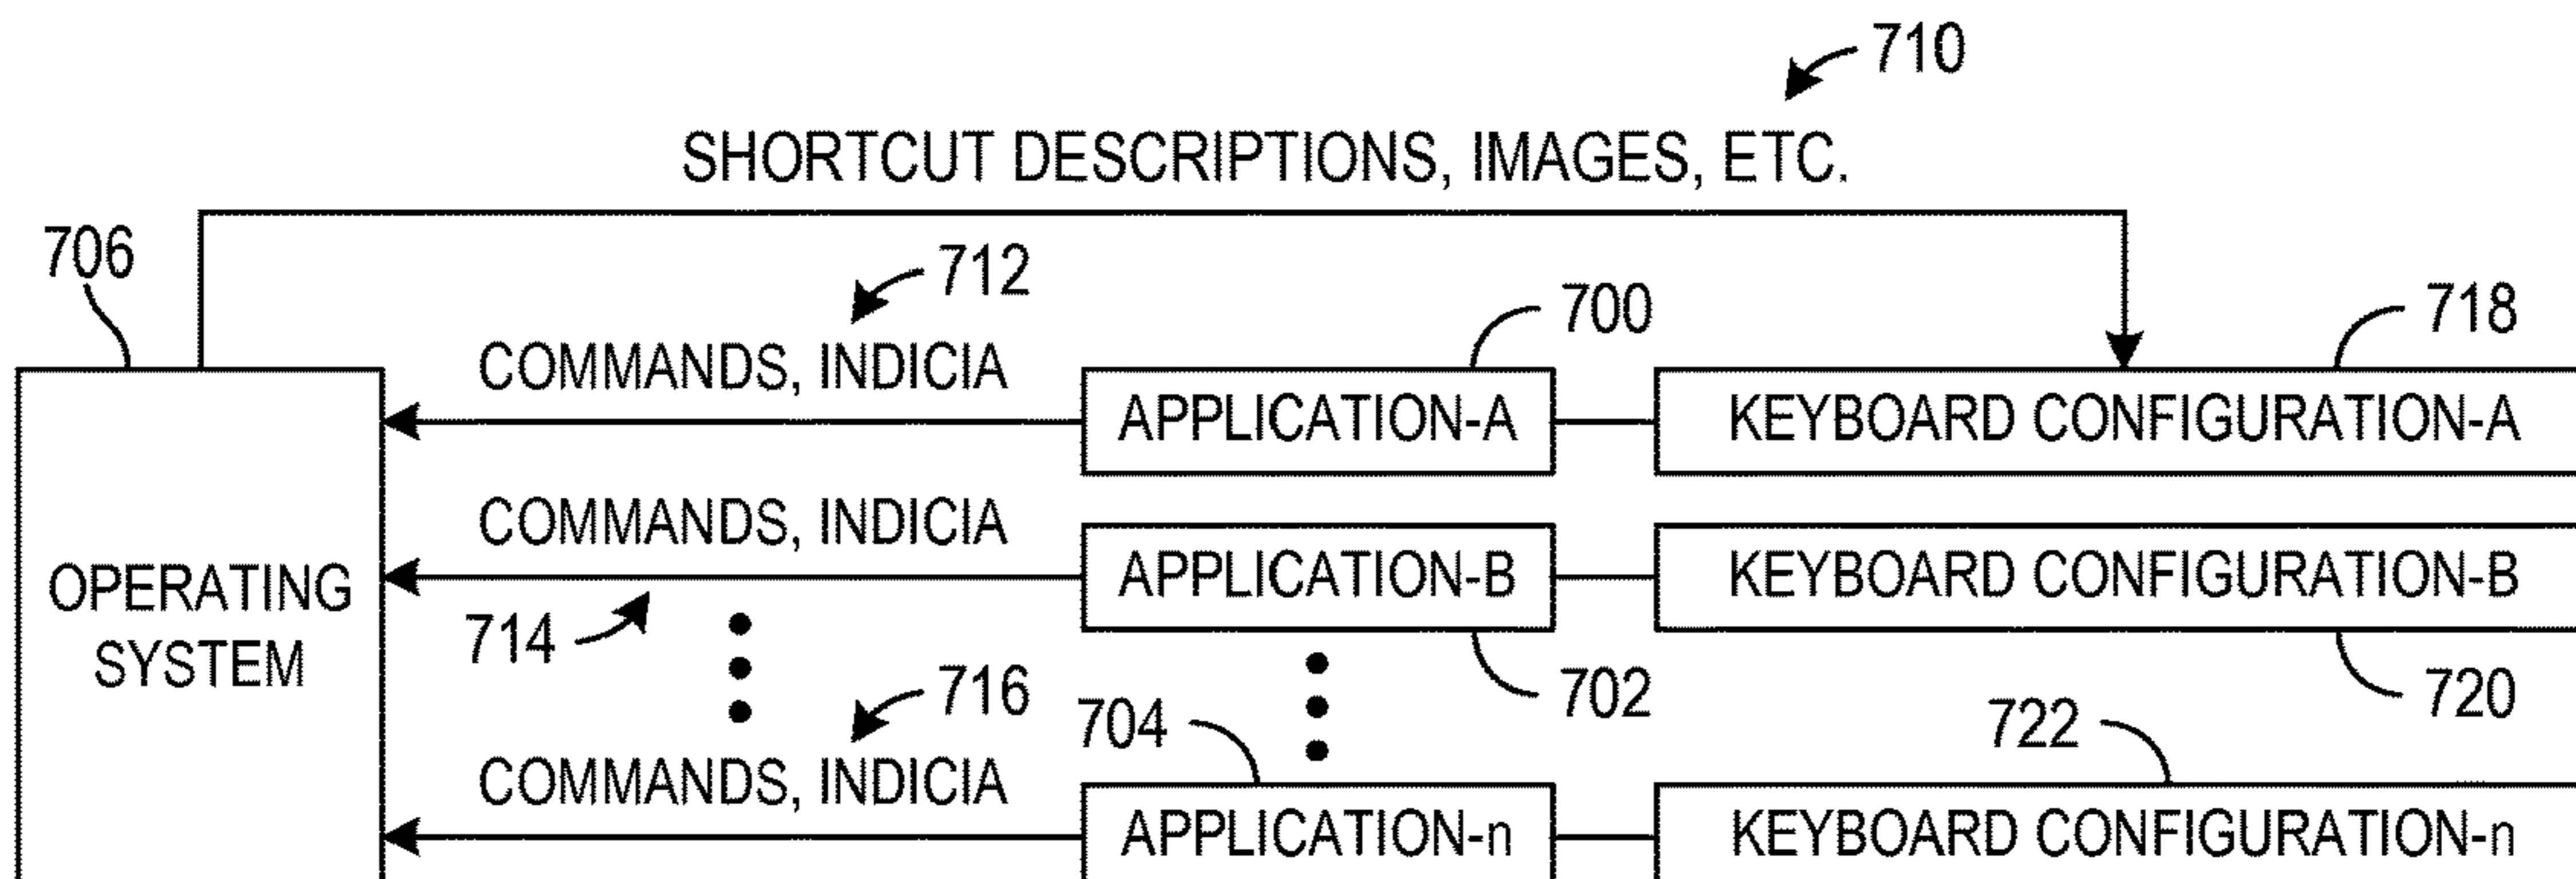 710
SHORTCUT DESCRIPTIONS, IMAGES, ETC.
706
712
700
718
COMMANDS, INDICIA
APPLICATION-A
KEYBOARD CONFIGURATION-A
COMMANDS, INDICIA
APPLICATION-B
KEYBOARD CONFIGURATION-B
OPERATING
SYSTEM
714
716
702
720
704
722
COMMANDS, INDICIA
APPLICATION-n
KEYBOARD CONFIGURATION-n